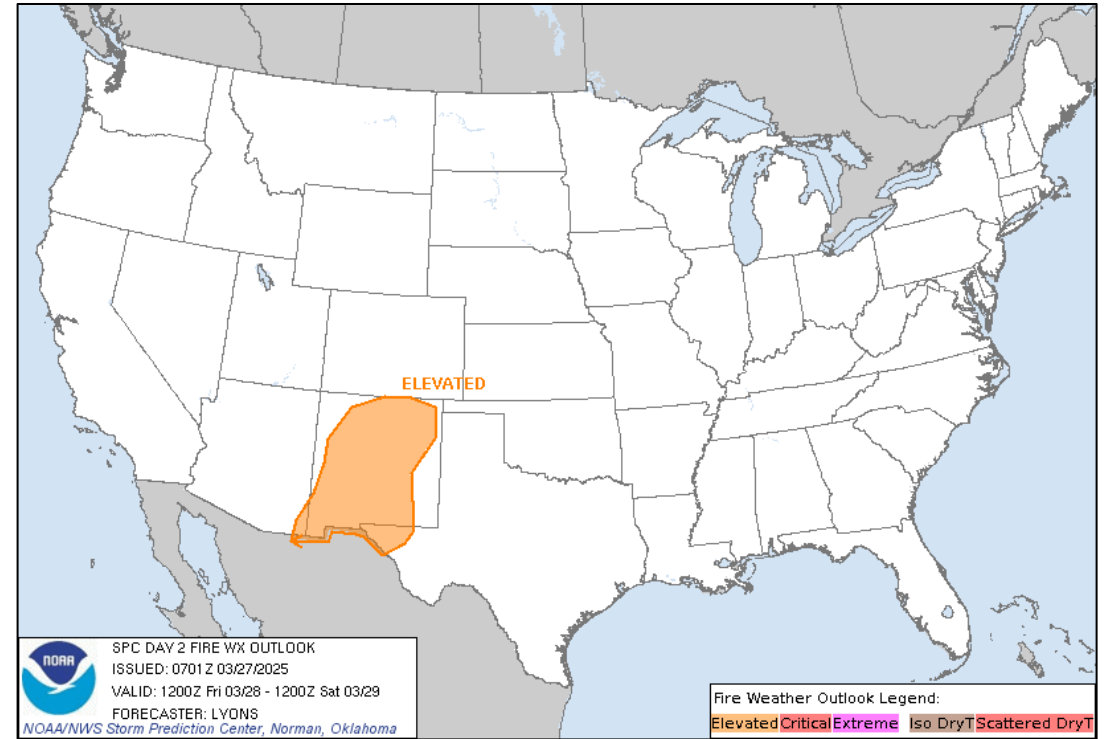 ELEVATED
NOAA
SPC DAY 2 FIRE WX OUTLOOK
ISSUED: 0701Z 03/27/2025
VALID: 1200Z Fri 03/28 - 1200Z Sat 03/29
FORECASTER: LYONS
NOAA/NWS Storm Prediction Center, Norman, Oklahoma
Fire Weather Outlook Legend:
Elevated Critical Extreme Iso DryT Scattered DryT